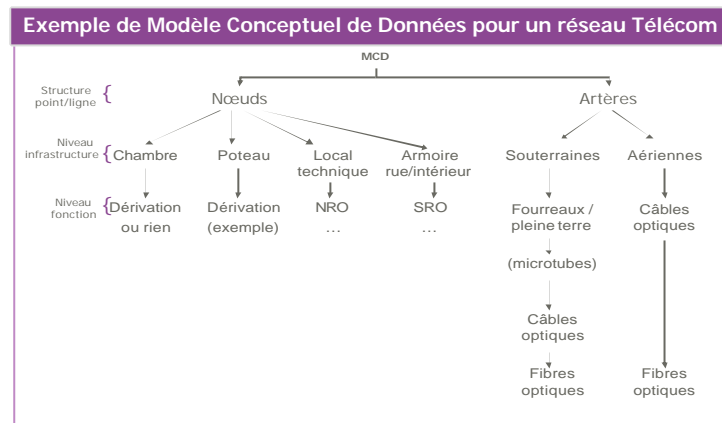 Exemple de Modèle Conceptuel de Données pour un réseau Télécom
MCD
Structure
point/ligne
Nœuds
Artères
Niveau
infrastructure
Chambre
Poteau
Local
technique
Armoire
rue/intérieur
Souterraines
Aériennes
Niveau
fonction
Dérivation
ou rien
Dérivation
(exemple)
NRO
...
SRO
...
Fourreaux /
pleine terre
Câbles
optiques
(microtubes)
Câbles
optiques
Fibres
optiques
Fibres
optiques